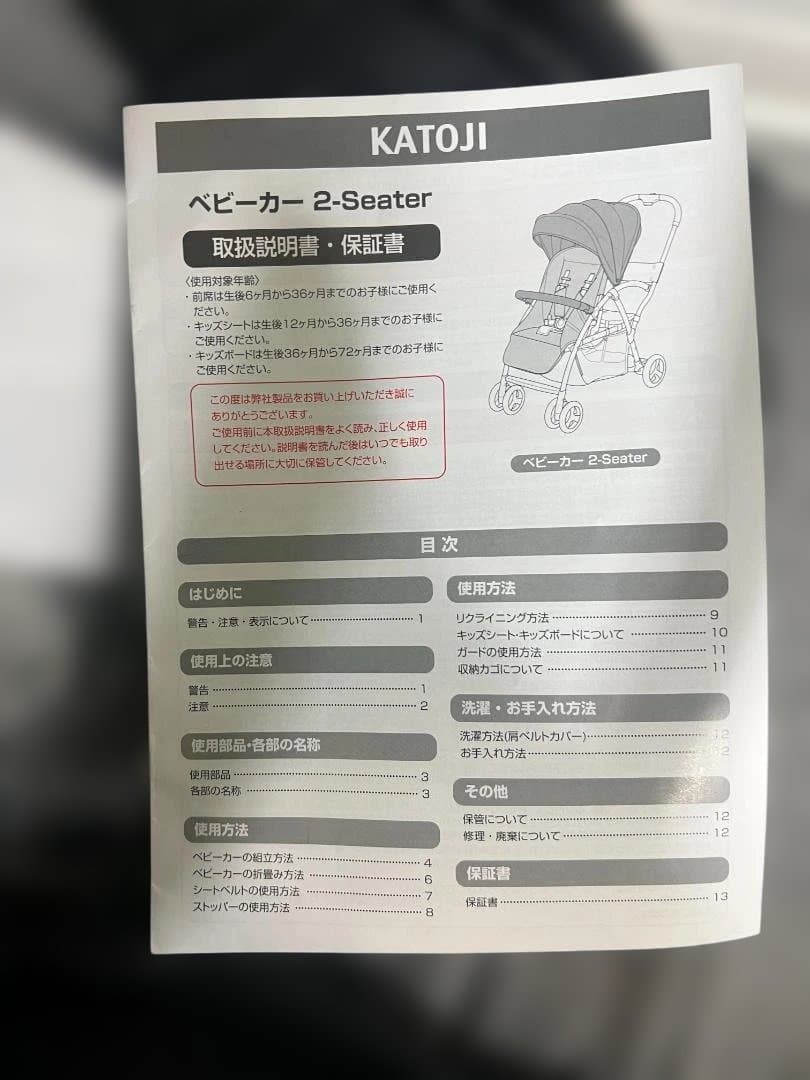 KATOJI
ベビーカー 2-Seater
取扱説明書・保証書
〈使用対象年齢〉
・前席は生後6ヶ月から36ヶ月までのお子様にご使用く
ださい。
・キッズシートは生後12ヶ月から36ヶ月までのお子様に
ご使用ください。
・キッズボードは生後36ヶ月から72ヶ月までのお子様に
ご使用ください。
この度は弊社製品をお買い上げいただき誠に
ありがとうございます。
ご使用前に本取扱説明書をよく読み、正しく使用
してください。説明書を読んだ後はいつでも取り
出せる場所に大切に保管してください。
ベビーカー 2-Seater
目次
はじめに
警告・注意・表示について 1
使用上の注意
警告 1
注意 2
使用部品・各部の名称
使用部品 3
各部の名称 3
使用方法
ベビーカーの組立方法 4
ベビーカーの折畳み方法 6
シートベルトの使用方法 7
ストッパーの使用方法 8
使用方法
リクライニング方法 9
キッズシート・キッズボードについて 10
ガードの使用方法 11
収納カゴについて 11
洗濯・お手入れ方法
洗濯方法(肩ベルトカバー) 12
お手入れ方法 12
その他
保管について 12
修理・廃棄について 12
保証書
保証書 13